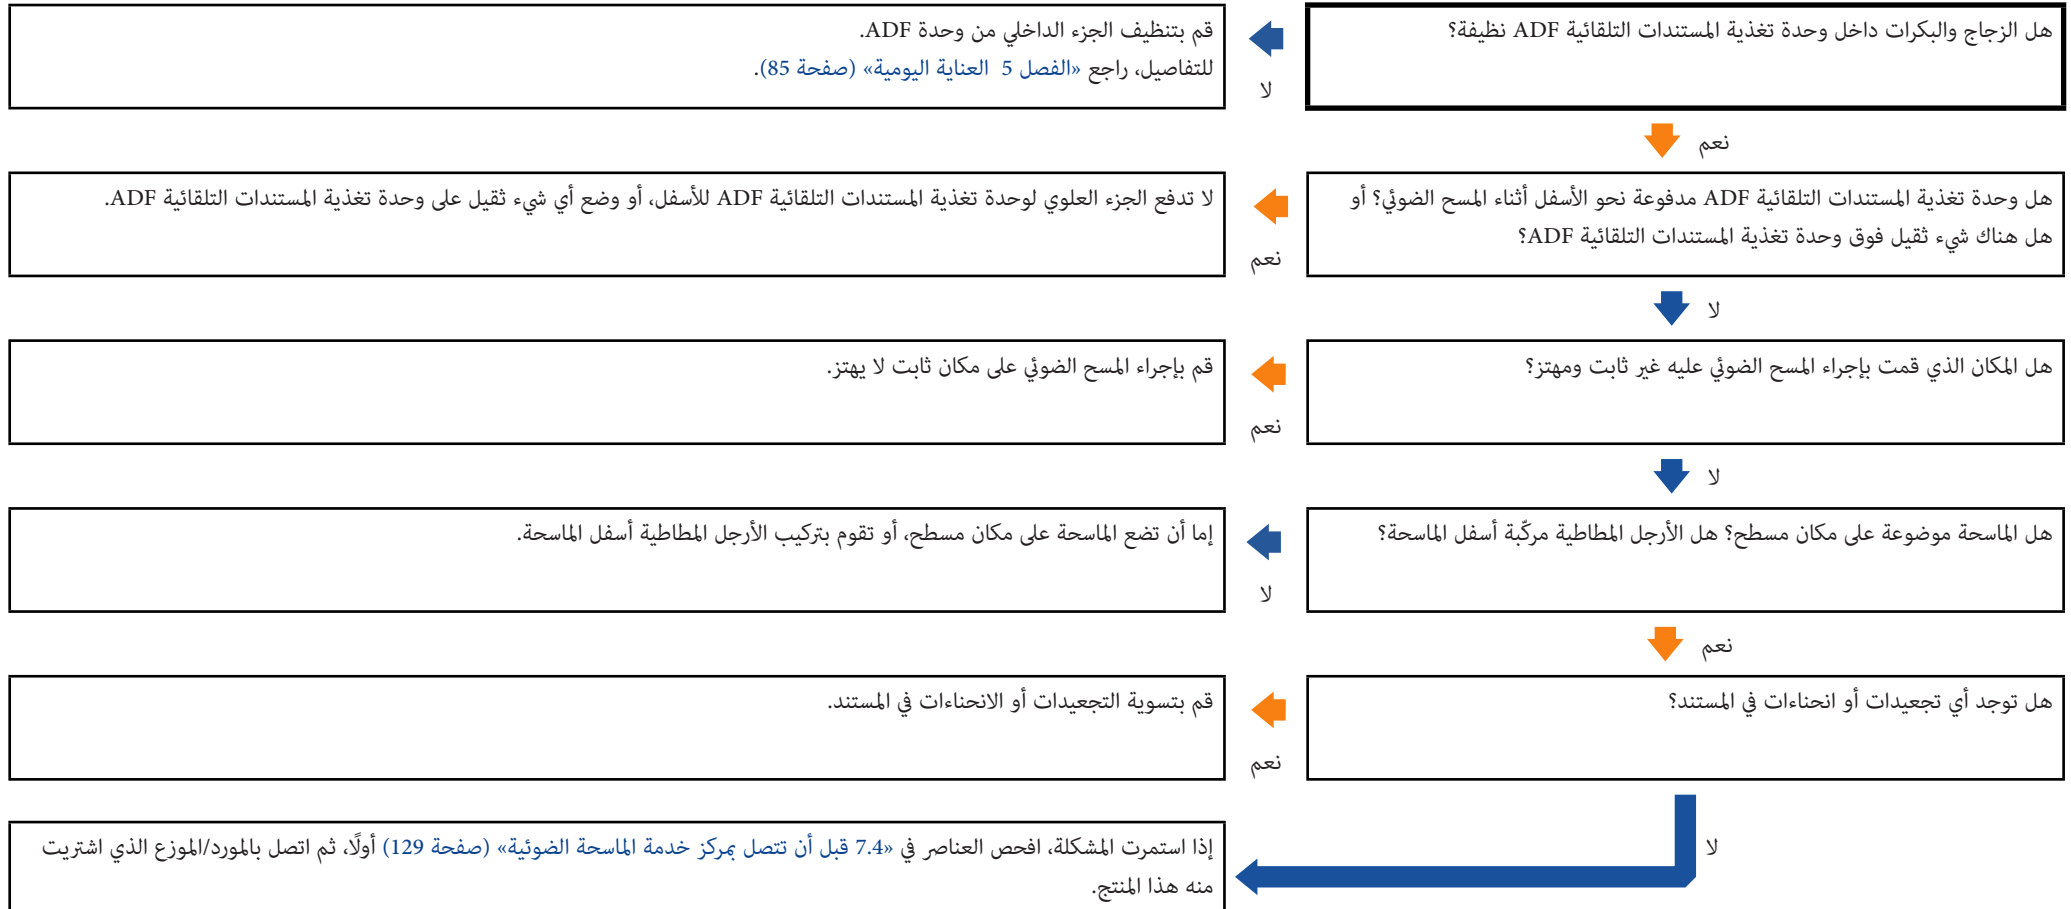 هل الزجاج والبكرات داخل وحدة تغذية المستندات التلقائية ADF نظيفة؟
لا
قم بتنظيف الجزء الداخلي من وحدة ADF.
للتفاصيل، راجع «الفصل 5 العناية اليومية» (صفحة 85).
نعم
هل وحدة تغذية المستندات التلقائية ADF مدفوعة نحو الأسفل أثناء المسح الضوئي؟ أو
هل هناك شيء ثقيل فوق وحدة تغذية المستندات التلقائية ADF؟
نعم
لا تدفع الجزء العلوي لوحدة تغذية المستندات التلقائية ADF للأسفل، أو وضع أي شيء ثقيل على وحدة تغذية المستندات التلقائية ADF.
لا
هل المكان الذي قمت بإجراء المسح الضوئي عليه غير ثابت ومهتز؟
نعم
قم بإجراء المسح الضوئي على مكان ثابت لا يهتز.
لا
هل الماسحة موضوعة على مكان مسطح؟ هل الأرجل المطاطية مركّبة أسفل الماسحة؟
لا
إما أن تضع الماسحة على مكان مسطح، أو تقوم بتركيب الأرجل المطاطية أسفل الماسحة.
نعم
هل توجد أي تجعيدات أو انحناءات في المستند؟
نعم
قم بتسوية التجعيدات أو الانحناءات في المستند.
لا
إذا استمرت المشكلة، افحص العناصر في «7.4 قبل أن تتصل بمركز خدمة الماسحة الضوئية» (صفحة 129) أولًا، ثم اتصل بالمورد/الموزع الذي اشتريت
منه هذا المنتج.